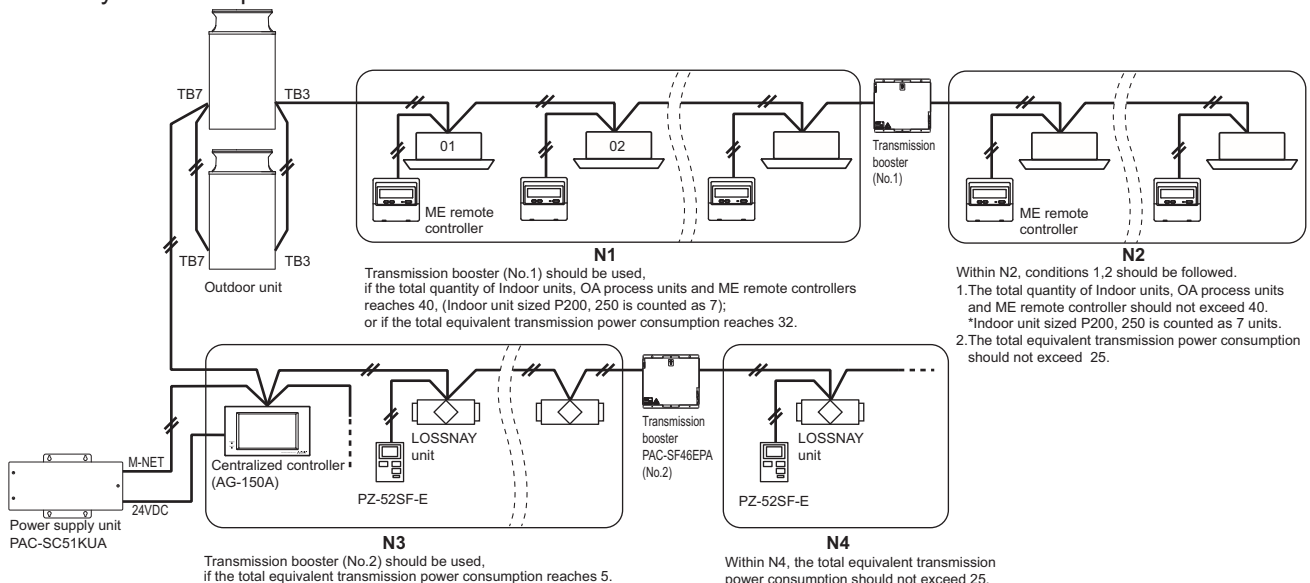 TB7
TB3
TB7
TB3
Outdoor unit
01
02
ME remote
controller
Transmission
booster
(No.1)
ME remote
controller
N1
Transmission booster (No.1) should be used,
if the total quantity of Indoor units, OA process units and ME remote controllers
reaches 40, (Indoor unit sized P200, 250 is counted as 7);
or if the total equivalent transmission power consumption reaches 32.
N2
Within N2, conditions 1,2 should be followed.
1.The total quantity of Indoor units, OA process units
and ME remote controller should not exceed 40.
*Indoor unit sized P200, 250 is counted as 7 units.
2.The total equivalent transmission power consumption
should not exceed 25.
M-NET
24VDC
Power supply unit
PAC-SC51KUA
Centralized controller
(AG-150A)
LOSSNAY
unit
PZ-52SF-E
Transmission
booster
PAC-SF46EPA
(No.2)
LOSSNAY
unit
PZ-52SF-E
N3
Transmission booster (No.2) should be used,
if the total equivalent transmission power consumption reaches 5.
N4
Within N4, the total equivalent transmission
power consumption should not exceed 25.